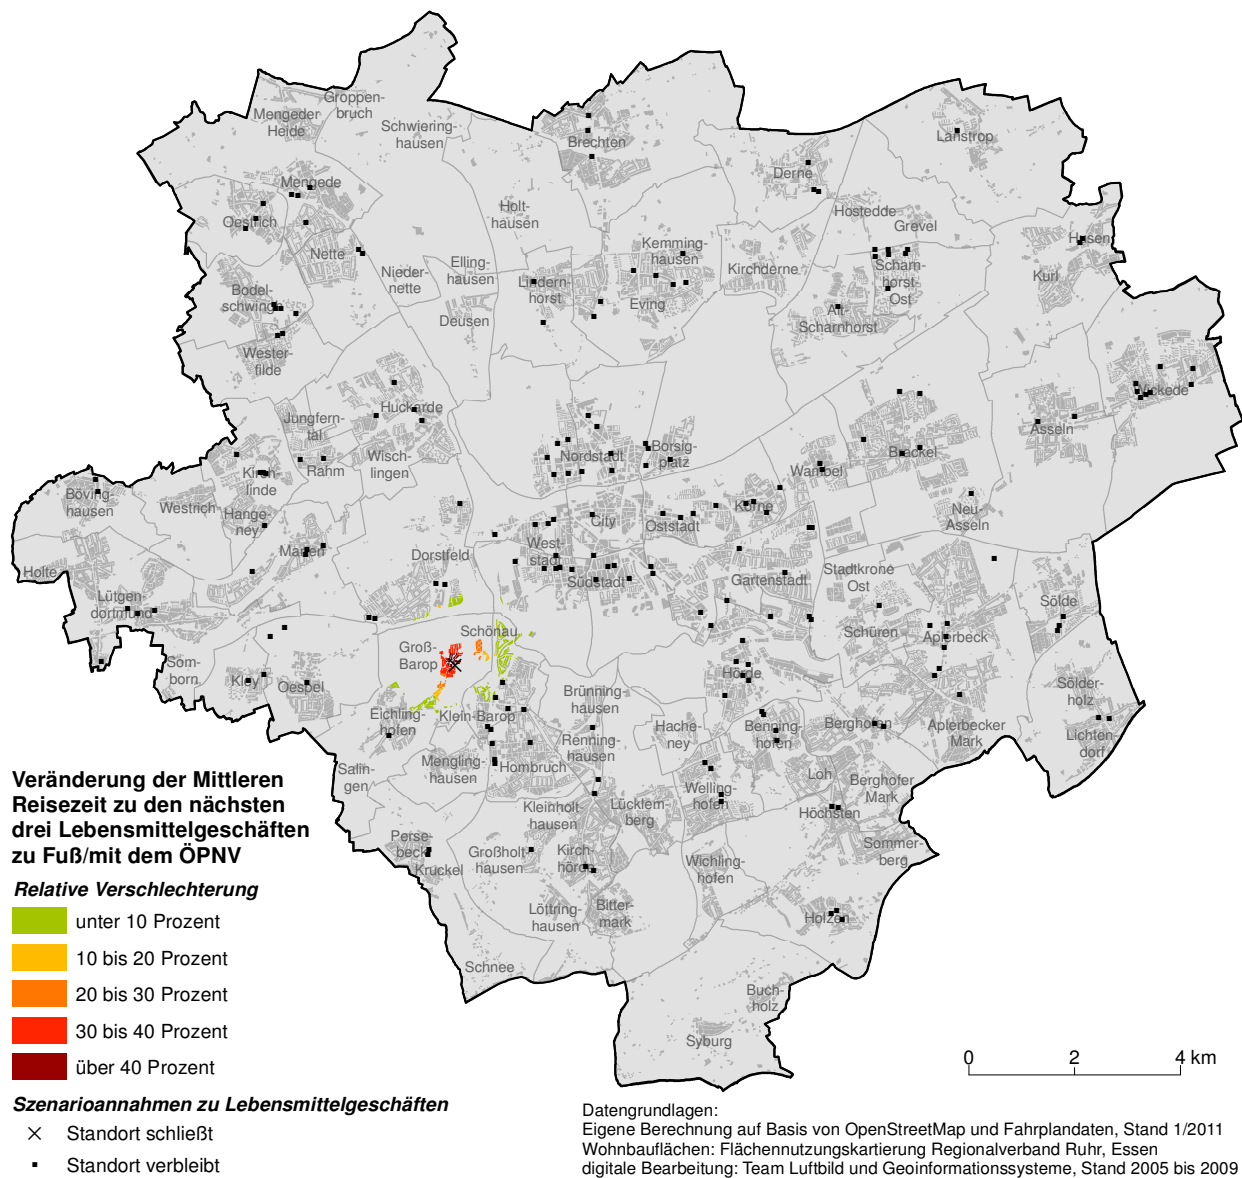 Groppen-
bruch
Mengeder
Heide
Schwiering-
hausen
Brechten
Lanstrop
Derne
Mengede
Oestrich
Holt-
hausen
Hostedde
Grevel
Husen
Kemming-
hausen
Nette
Nieder-
nette
Elling-
hausen
Kirchderne
Scharn-
horst-
Ost
Kurl
Bodel-
schwingh
Lindern-
horst
Eving
Deusen
Alt-
Scharnhorst
Wester-
filde
Wickede
Huckarde
Jungfern-
tal
Asseln
Borsig-
platz
Nordstadt
Brackel
Wisch-
lingen
Rahm
Kirch-
linde
Wambel
Böving-
hausen
Westrich
Hange-
ney
Körne
Neu-
Asseln
City
Oststadt
Marten
Dorstfeld
West-
stadt
Südstadt
Gartenstadt
Stadtkrone
Ost
Holte
Lütgen-
dortmund
Sölde
Schönau
Schüren
Aplerbeck
Groß-
Barop
Som-
born
Kley
Oespel
Hörde
Sölder-
holz
Brünning-
hausen
Eichling-
hofen
Klein-Barop
Hache-
ney
Benning-
hofen
Berghofen
Aplerbecker
Mark
Lichten-
dorf
Renning-
hausen
Mengling-
hausen
Hombruch
Salin-
gen
Loh
Berghofer
Mark
Welling-
hofen
Kleinholt-
hausen
Lücklem-
berg
Höchsten
Perse-
beck
Kruckel
Großholt-
hausen
Kirch-
hörde
Sommer-
berg
Wichling-
hofen
Löttring-
hausen
Bitter-
mark
Holzen
Schnee
Buch-
holz
Syburg
Veränderung der Mittleren
Reisezeit zu den nächsten
drei Lebensmittelgeschäften
zu Fuß/mit dem ÖPNV
Relative Verschlechterung
unter 10 Prozent
10 bis 20 Prozent
20 bis 30 Prozent
30 bis 40 Prozent
über 40 Prozent
Szenarioannahmen zu Lebensmittelgeschäften
Standort schließt
Standort verbleibt
0 2 4 km
Datengrundlagen:
Eigene Berechnung auf Basis von OpenStreetMap und Fahrplandaten, Stand 1/2011
Wohnbauflächen: Flächennutzungskartierung Regionalverband Ruhr, Essen
digitale Bearbeitung: Team Luftbild und Geoinformationssysteme, Stand 2005 bis 2009